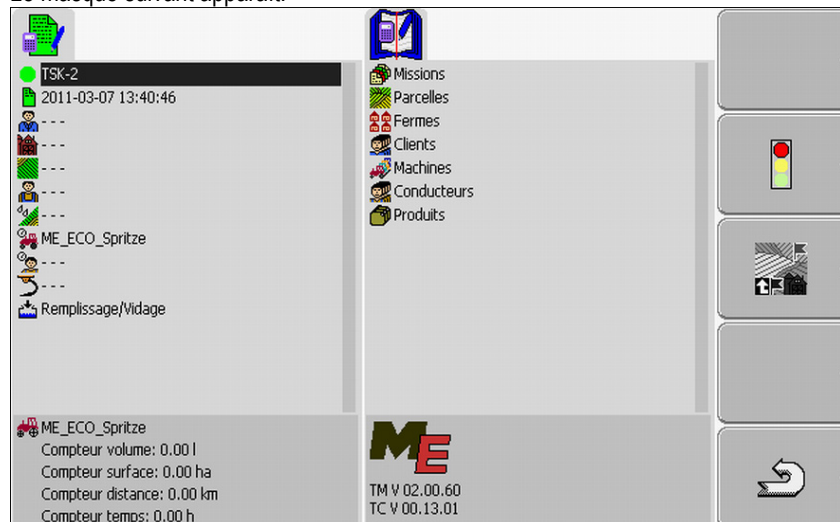 Le masque suivant apparaît:
TSK-2
2011-03-07 13:40:46
---
---
---
---
---
ME_ECO_Spritze
---
---
Remplissage/Vidage
ME_ECO_Spritze
Compteur volume: 0.00 l
Compteur surface: 0.00 ha
Compteur distance: 0.00 km
Compteur temps: 0.00 h
Missions
Parcelles
Fermes
Clients
Machines
Conducteurs
Produits
ME
TM V 02.00.60
TC V 00.13.01